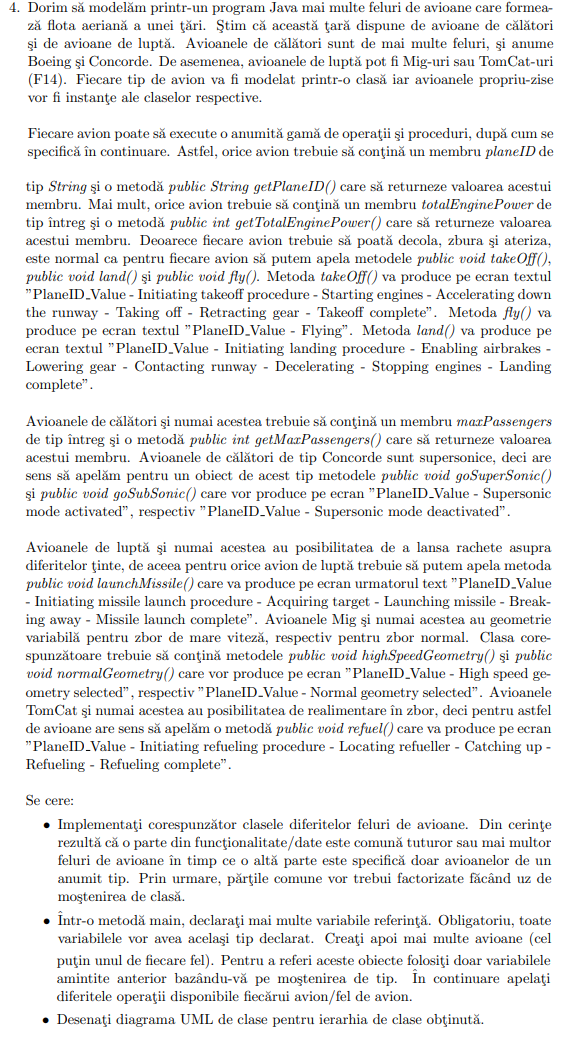 4. Dorim să modelăm printr-un program Java mai multe feluri de avioane care formea-
ză flota aeriană a unei ţări. Ştim că această ţară dispune de avioane de călători
şi de avioane de luptă. Avioanele de călători sunt de mai multe feluri, şi anume
Boeing şi Concorde. De asemenea, avioanele de luptă pot fi Mig-uri sau TomCat-uri
(F14). Fiecare tip de avion va fi modelat printr-o clasă iar avioanele propriu-zise
vor fi instanţe ale claselor respective.
Fiecare avion poate să execute o anumită gamă de operaţii şi proceduri, după cum se
specifică în continuare. Astfel, orice avion trebuie să conţină un membru planeID de
tip String şi o metodă public String getPlaneID() care să returneze valoarea acestui
membru. Mai mult, orice avion trebuie să conţină un membru totalEnginePower de
tip întreg şi o metodă public int getTotalEnginePower() care să returneze valoarea
acestui membru. Deoarece fiecare avion trebuie să poată decola, zbura şi ateriza,
este normal ca pentru fiecare avion să putem apela metodele public void takeOff(),
public void land() şi public void fly(). Metoda takeOff() va produce pe ecran textul
"PlaneID_Value - Initiating takeoff procedure - Starting engines - Accelerating down
the runway - Taking off - Retracting gear - Takeoff complete". Metoda fly() va
produce pe ecran textul "PlaneID_Value - Flying". Metoda land() va produce pe
ecran textul "PlaneID_Value - Initiating landing procedure - Enabling airbrakes -
Lowering gear - Contacting runway - Decelerating - Stopping engines - Landing
complete".
Avioanele de călători şi numai acestea trebuie să conţină un membru maxPassengers
de tip întreg şi o metodă public int getMaxPassengers() care să returneze valoarea
acestui membru. Avioanele de călători de tip Concorde sunt supersonice, deci are
sens să apelăm pentru un obiect de acest tip metodele public void goSuperSonic()
şi public void goSubSonic() care vor produce pe ecran "PlaneID_Value - Supersonic
mode activated", respectiv "PlaneID_Value - Supersonic mode deactivated".
Avioanele de luptă şi numai acestea au posibilitatea de a lansa rachete asupra
diferitelor ţinte, de aceea pentru orice avion de luptă trebuie să putem apela metoda
public void launchMissile() care va produce pe ecran urmatorul text "PlaneID_Value
- Initiating missile launch procedure - Acquiring target - Launching missile - Break-
ing away - Missile launch complete". Avioanele Mig şi numai acestea au geometrie
variabilă pentru zbor de mare viteză, respectiv pentru zbor normal. Clasa core-
spunzătoare trebuie să conţină metodele public void highSpeedGeometry() şi public
void normalGeometry() care vor produce pe ecran "PlaneID_Value - High speed ge-
ometry selected", respectiv "PlaneID_Value - Normal geometry selected". Avioanele
TomCat şi numai acestea au posibilitatea de realimentare în zbor, deci pentru astfel
de avioane are sens să apelăm o metodă public void refuel() care va produce pe ecran
"PlaneID_Value - Initiating refueling procedure - Locating refueller - Catching up -
Refueling - Refueling complete".
Se cere:
• Implementaţi corespunzător clasele diferitelor feluri de avioane. Din cerinţe
rezultă că o parte din funcţionalitate/date este comună tuturor sau mai multor
feluri de avioane în timp ce o altă parte este specifică doar avioanelor de un
anumit tip. Prin urmare, părţile comune vor trebui factorizate făcând uz de
moştenirea de clasă.
• Într-o metodă main, declaraţi mai multe variabile referinţă. Obligatoriu, toate
variabilele vor avea acelaşi tip declarat. Creaţi apoi mai multe avioane (cel
puţin unul de fiecare fel). Pentru a referi aceste obiecte folosiţi doar variabilele
amintite anterior bazându-vă pe moştenirea de tip. În continuare apelaţi
diferitele operaţii disponibile fiecărui avion/fel de avion.
• Desenaţi diagrama UML de clase pentru ierarhia de clase obţinută.